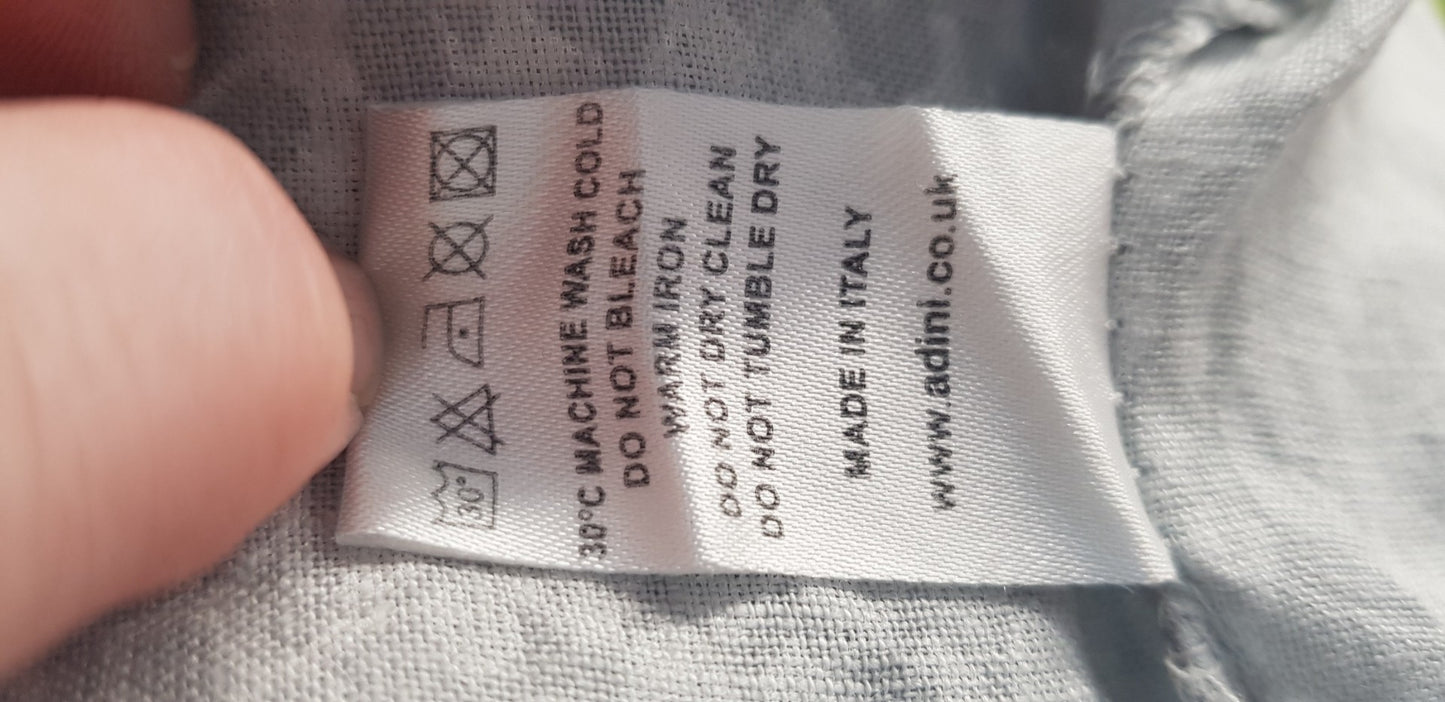 30°
30°C MACHINE WASH COLD
DO NOT BLEACH
WARM IRON
DO NOT DRY CLEAN
DO NOT TUMBLE DRY
MADE IN ITALY
www.adini.co.uk